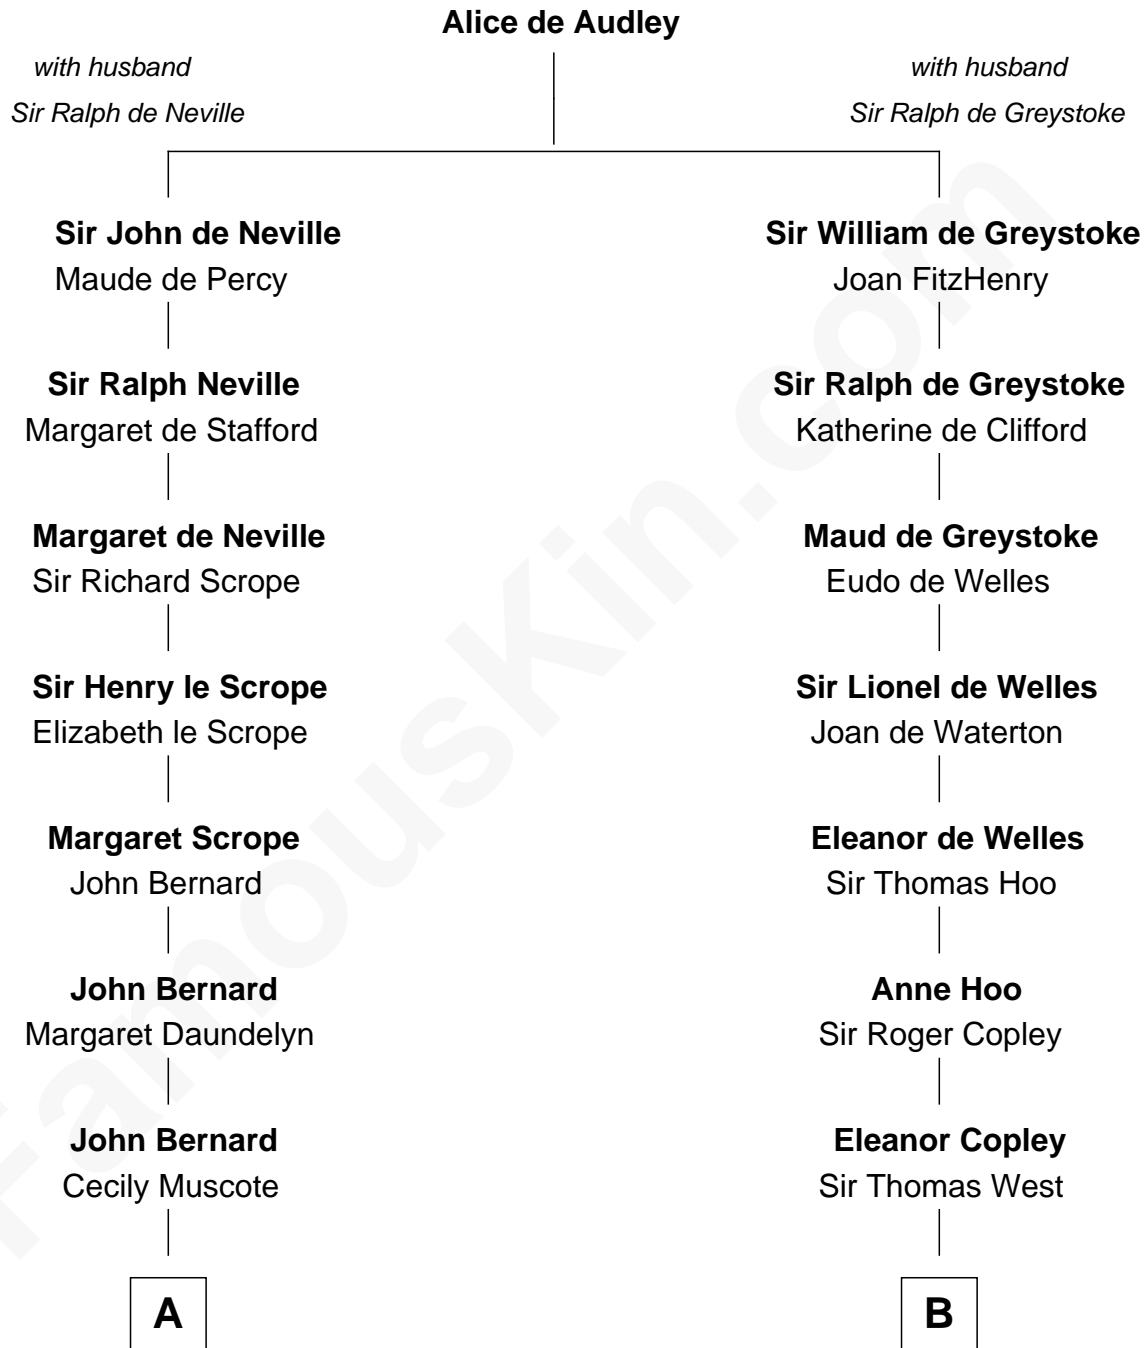 Alice de Audley
with husband
Sir Ralph de Neville
with husband
Sir Ralph de Greystoke
Sir John de Neville
Maude de Percy
Sir William de Greystoke
Joan FitzHenry
Sir Ralph Neville
Margaret de Stafford
Sir Ralph de Greystoke
Katherine de Clifford
Margaret de Neville
Sir Richard Scrope
Maud de Greystoke
Eudo de Welles
Sir Henry le Scrope
Elizabeth le Scrope
Sir Lionel de Welles
Joan de Waterton
Margaret Scrope
John Bernard
Eleanor de Welles
Sir Thomas Hoo
John Bernard
Margaret Daundelyn
Anne Hoo
Sir Roger Copley
John Bernard
Cecily Muscote
Eleanor Copley
Sir Thomas West
A
B
FamousKin.com